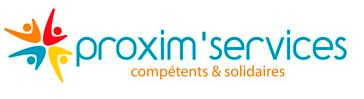 proxim'services
compétents & solidaires